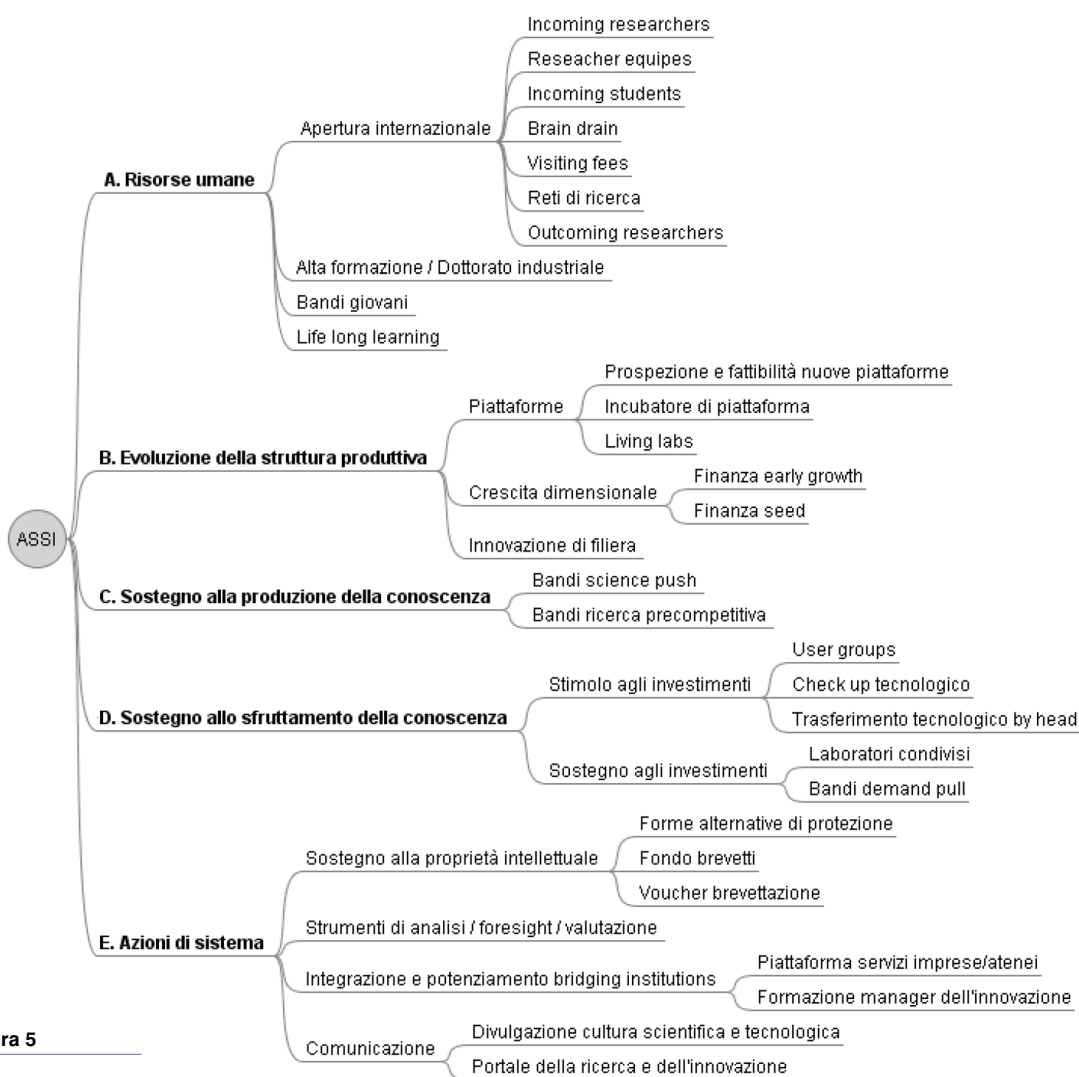 Incoming researchers
Reseacher equipes
Incoming students
Apertura internazionale
Brain drain
Visiting fees
A. Risorse umane
Reti di ricerca
Outcoming researchers
Alta formazione / Dottorato industriale
Bandi giovani
Life long learning
Prospezione e fattibilità nuove piattaforme
Piattaforme
Incubatore di piattaforma
Living labs
B. Evoluzione della struttura produttiva
Finanza early growth
Crescita dimensionale
Finanza seed
ASSI
Innovazione di filiera
Bandi science push
C. Sostegno alla produzione della conoscenza
Bandi ricerca precompetitiva
User groups
Stimolo agli investimenti
Check up tecnologico
D. Sostegno allo sfruttamento della conoscenza
Trasferimento tecnologico by head
Laboratori condivisi
Sostegno agli investimenti
Bandi demand pull
Forme alternative di protezione
Sostegno alla proprietà intellettuale
Fondo brevetti
Voucher brevettazione
Strumenti di analisi / foresight / valutazione
E. Azioni di sistema
Piattaforma servizi imprese/atenei
Integrazione e potenziamento bridging institutions
Formazione manager dell'innovazione
Divulgazione cultura scientifica e tecnologica
ra 5
Comunicazione
Portale della ricerca e dell'innovazione